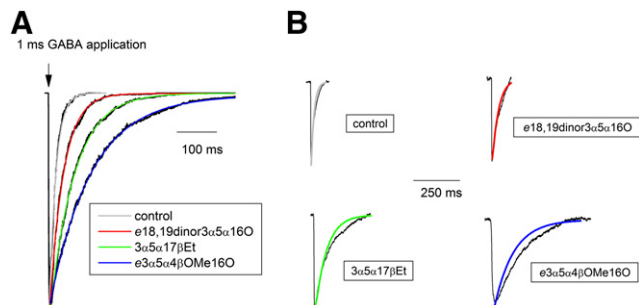 A
1 ms GABA application
100 ms
control
e18,19dinor3α5α16O
3α5α17βEt
e3α5α4βOMe16O
B
control
e18,19dinor3α5α16O
250 ms
3α5α17βEt
e3α5α4βOMe16O